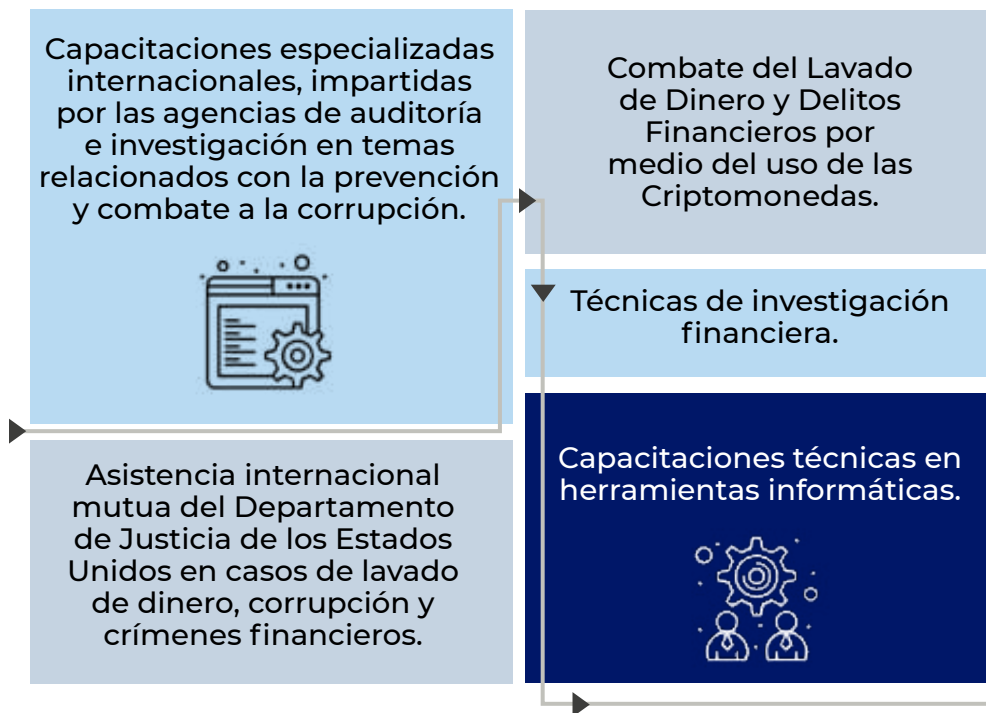 Capacitaciones especializadas
internacionales, impartidas
por las agencias de auditoría
e investigación en temas
relacionados con la prevención
y combate a la corrupción.
Asistencia internacional
mutua del Departamento
de Justicia de los Estados
Unidos en casos de lavado
de dinero, corrupción y
crímenes financieros.
Combate del Lavado
de Dinero y Delitos
Financieros por
medio del uso de las
Criptomonedas.
Técnicas de investigación
financiera.
Capacitaciones técnicas en
herramientas informáticas.